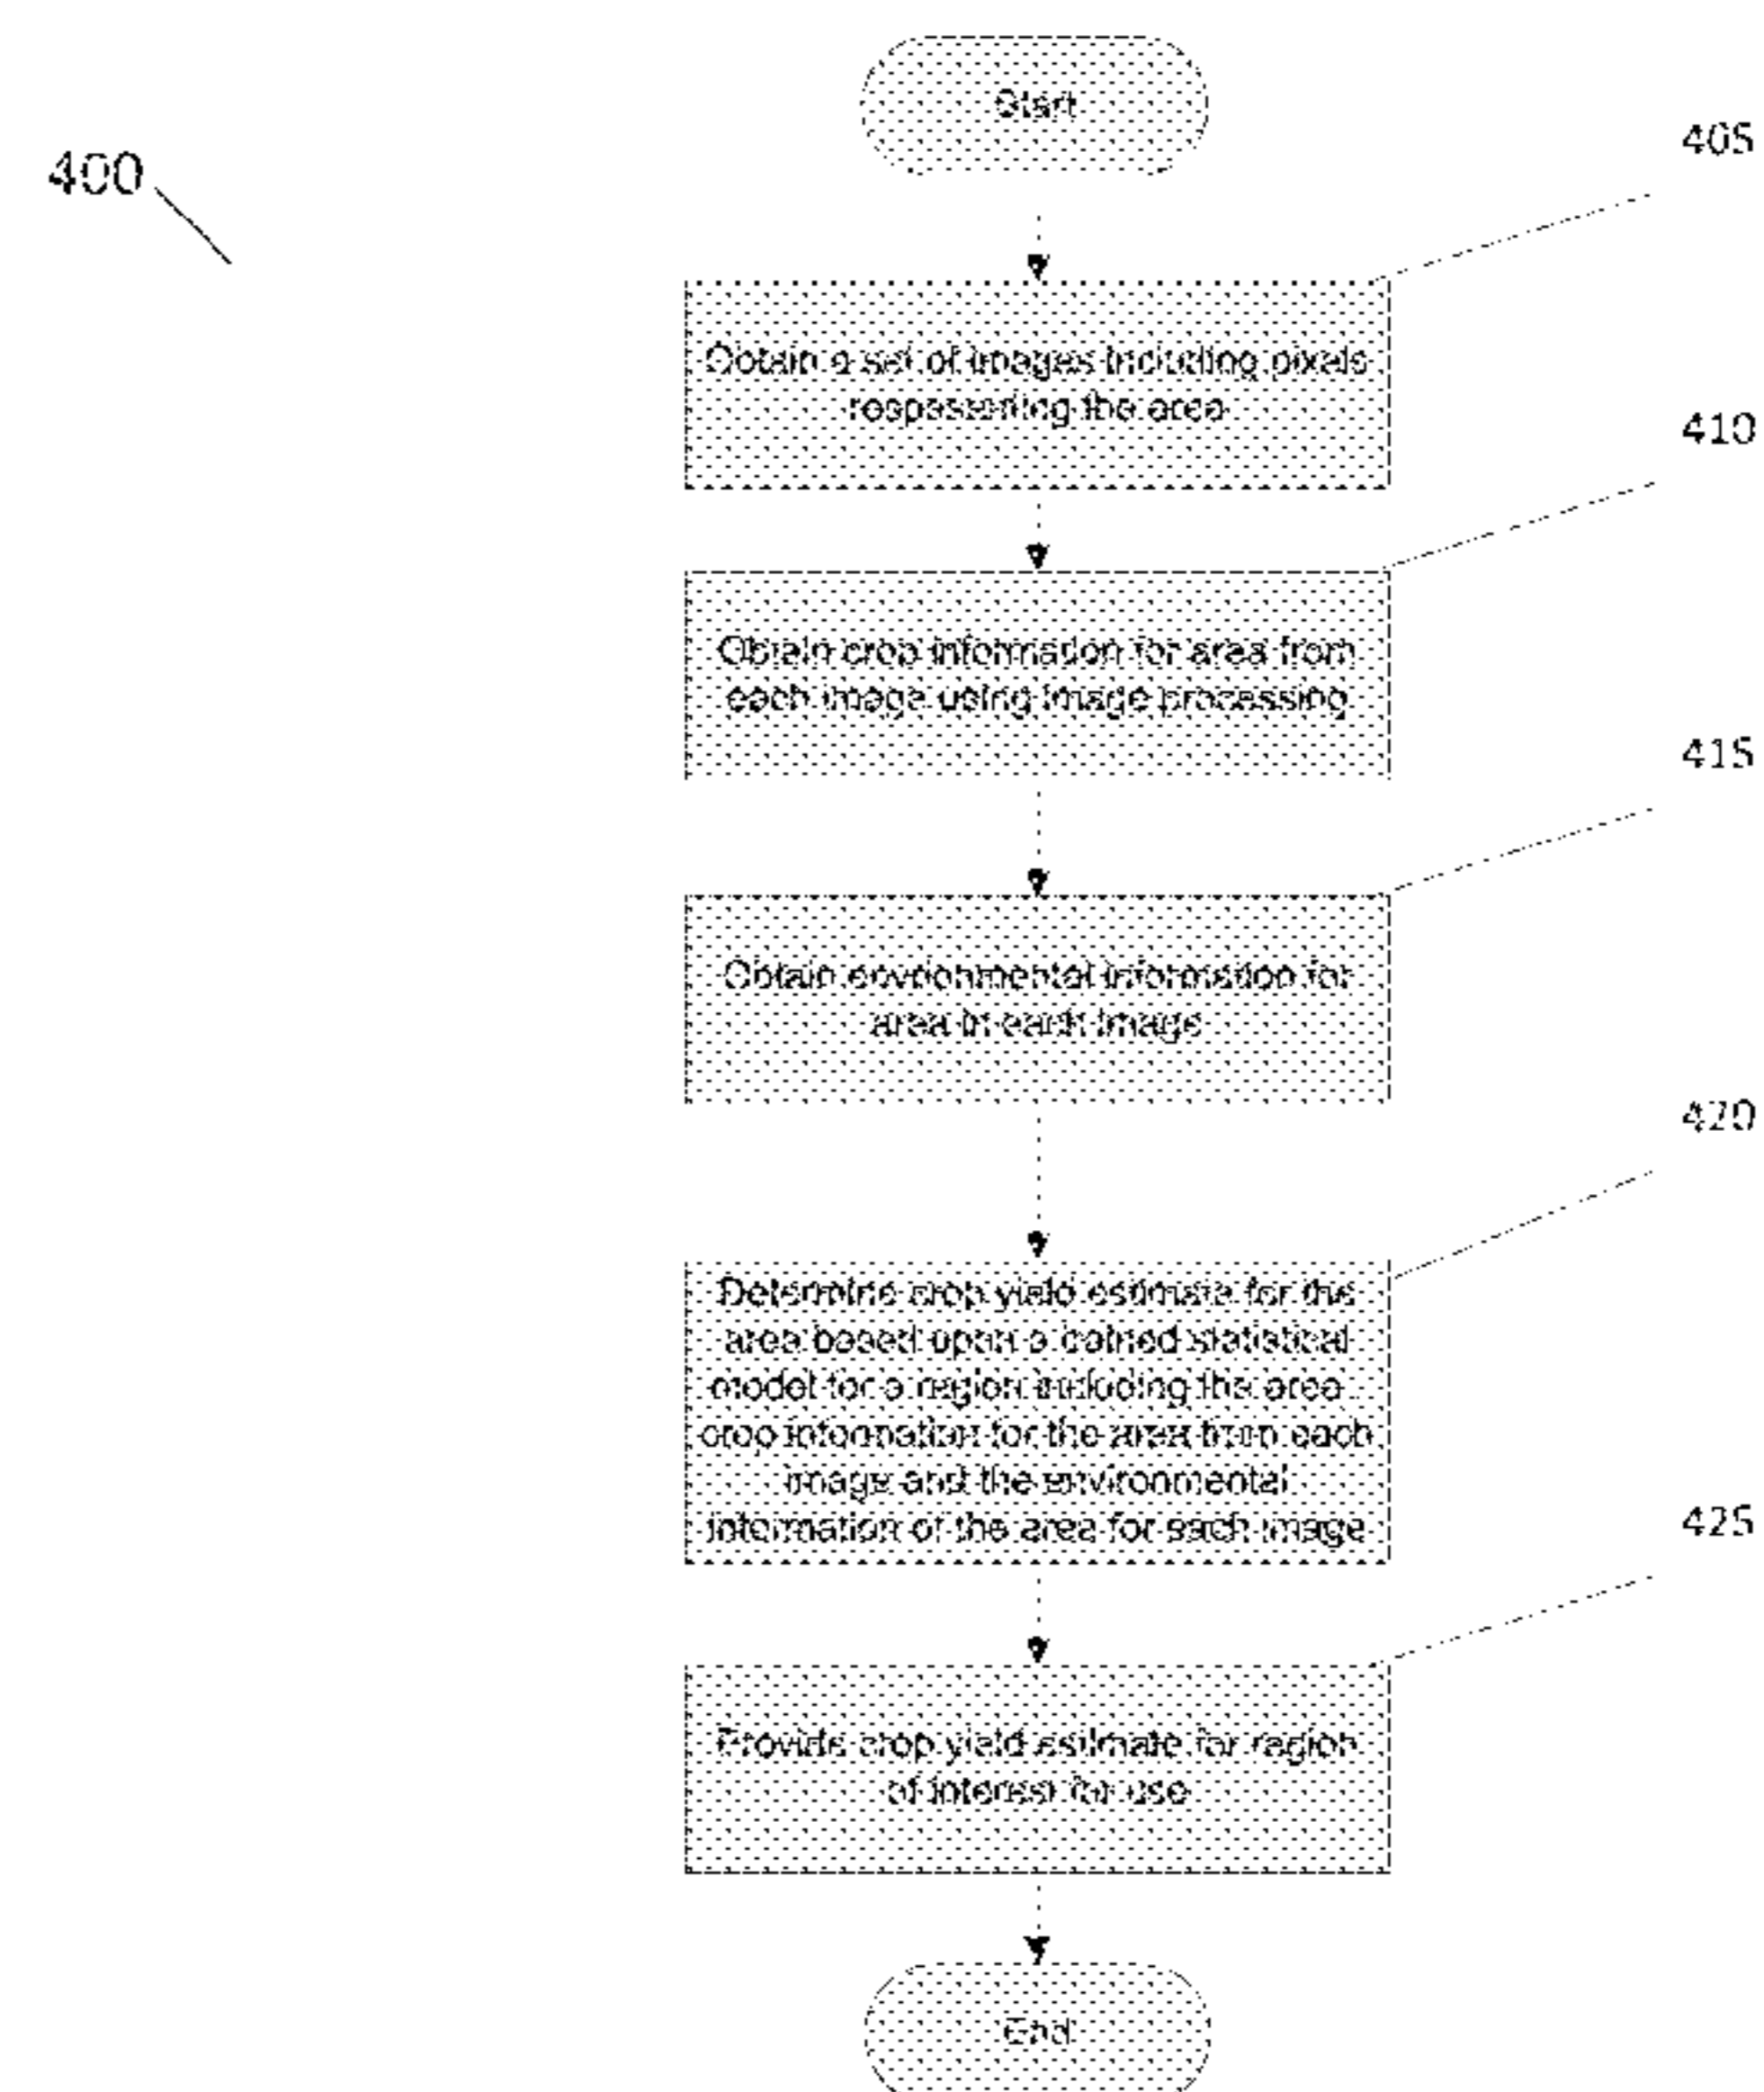 Start
400
405
Obtain a set of images including pixels
respesenting the area
410
Obtain crop information for area from
each image using image processing
415
Obtain envrionmental information for
area in each image
420
Determine crop yield estimate for the
area based upon a trained statistical
model for a region including the area
crop information for the area from each
image and the environmental
information of the area for each image
425
Provide crop yield estimate for region
of interest for use
End